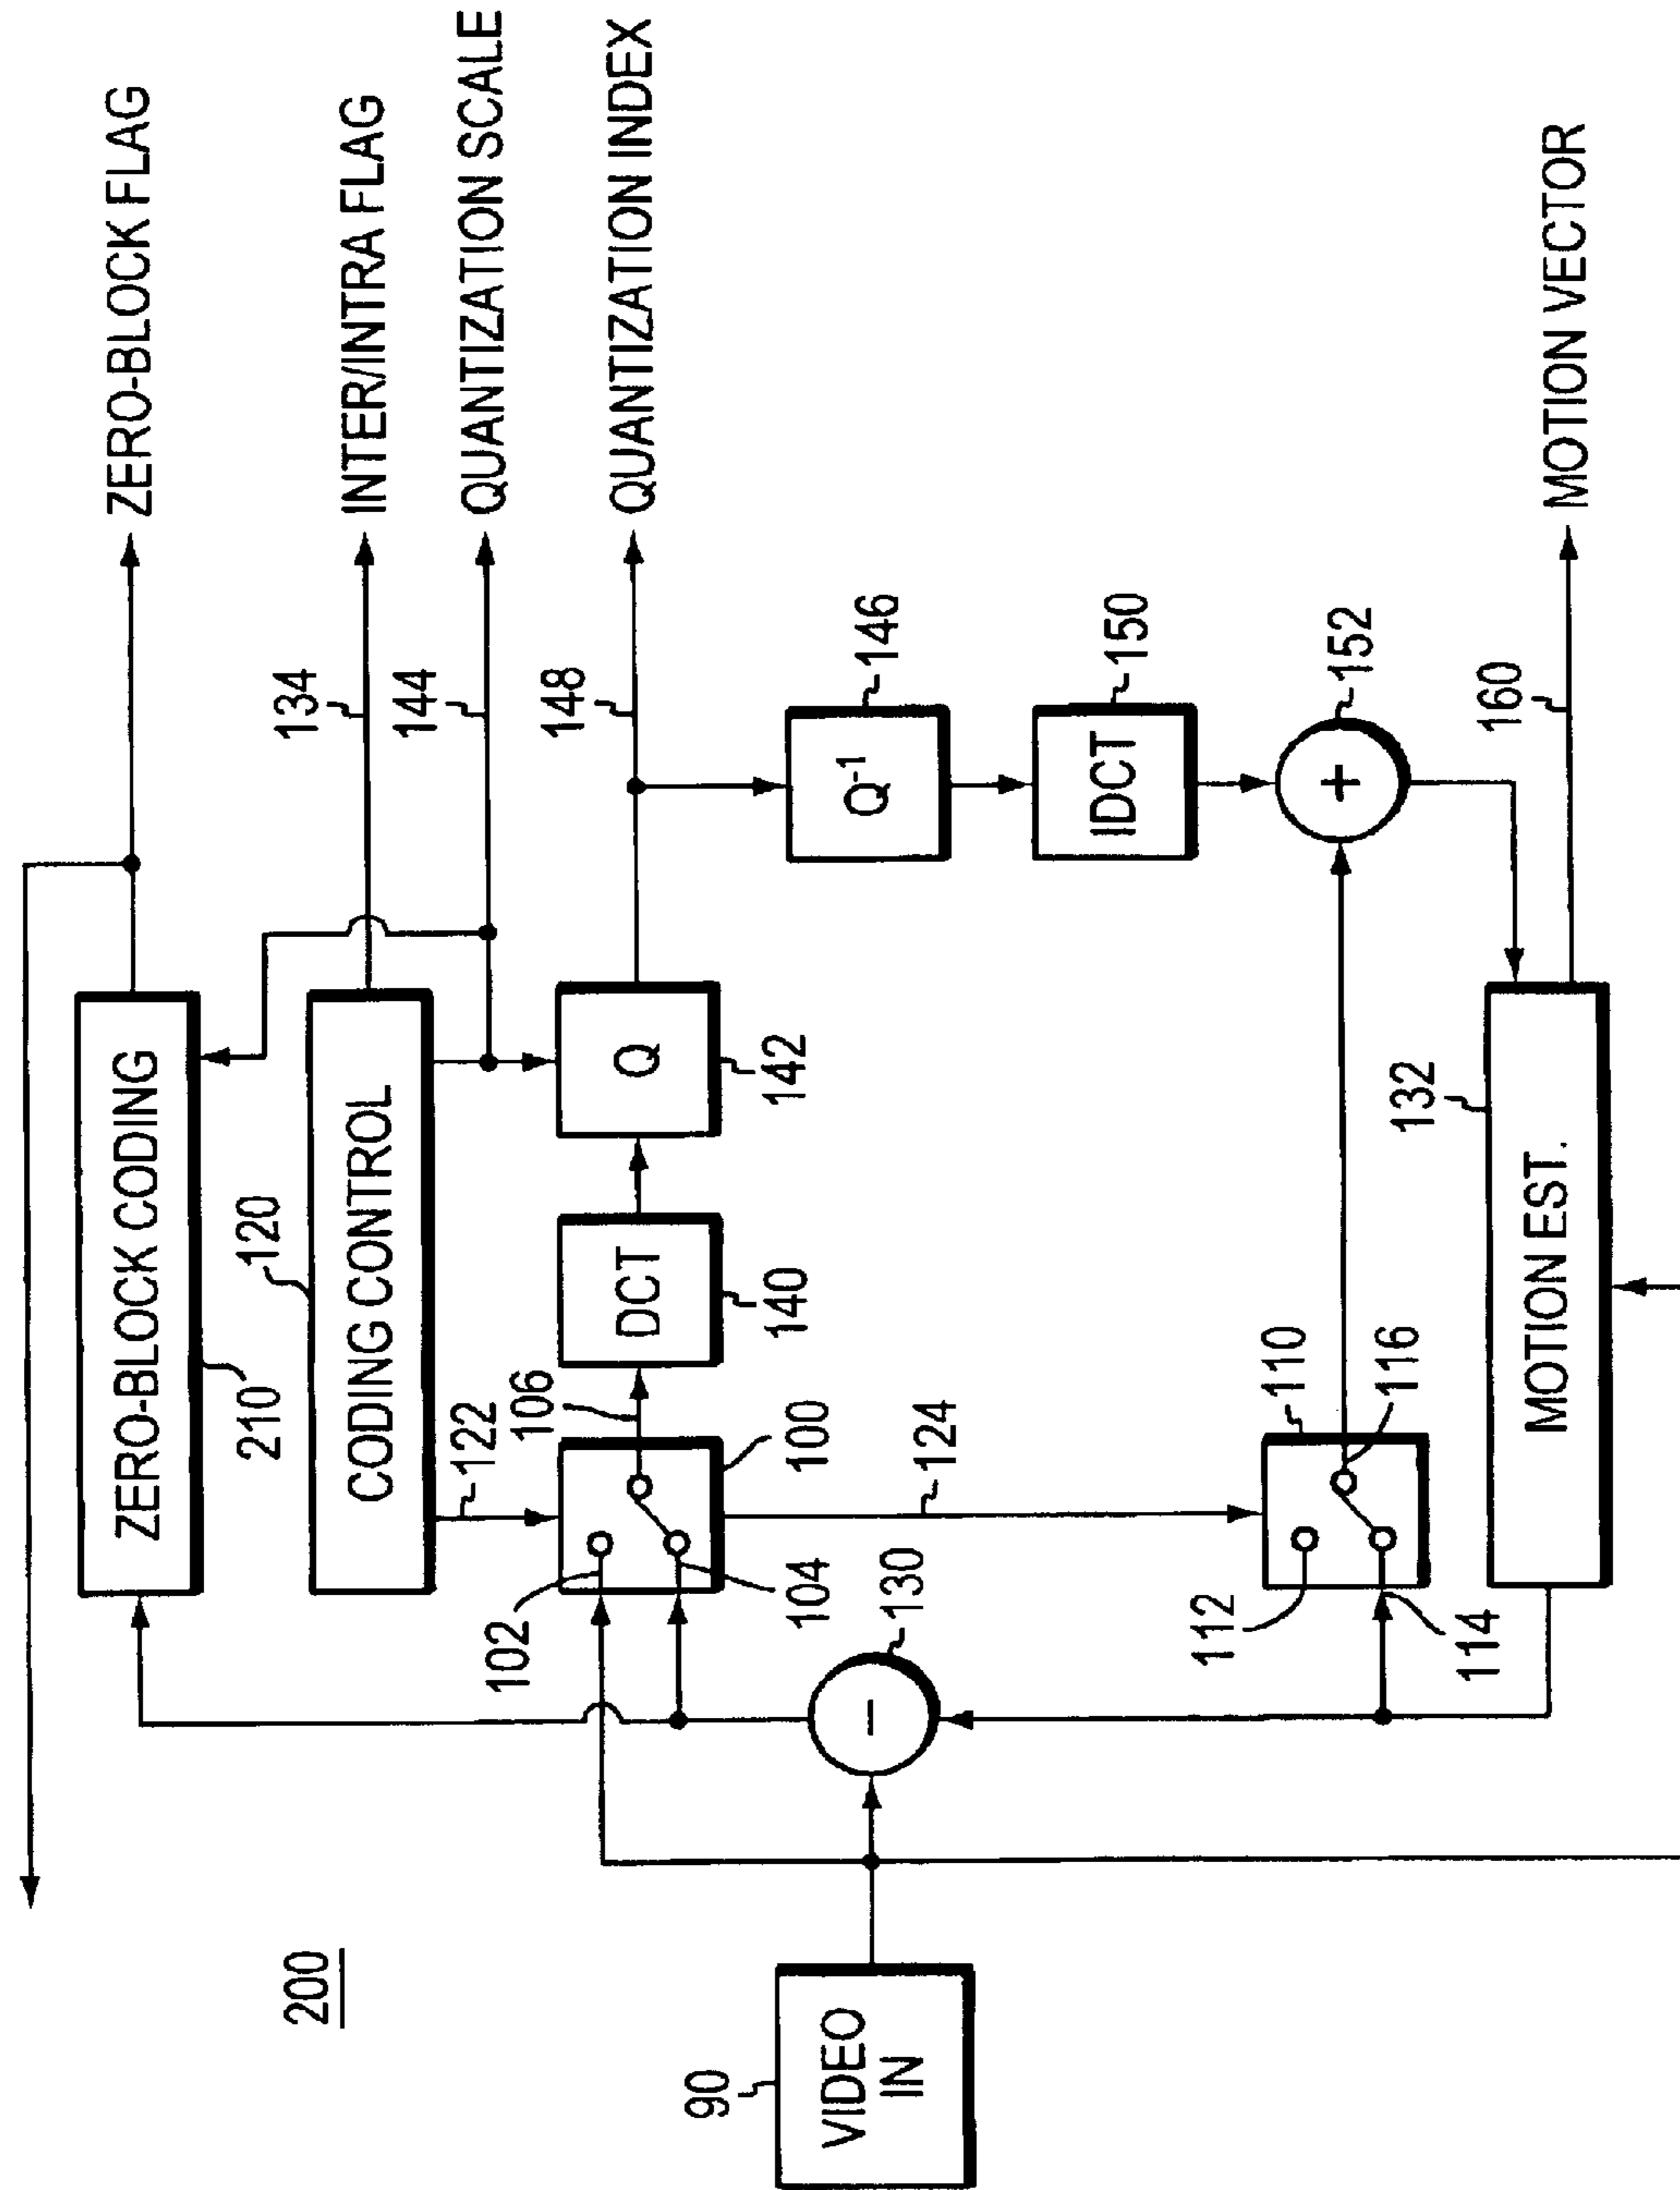 200
ZERO-BLOCK FLAG
ZERO-BLOCK CODING
210
INTER/INTRA FLAG
134
120
CODING CONTROL
QUANTIZATION SCALE
144
122
QUANTIZATION INDEX
148
106
DCT
Q
140
142
102
100
104
124
Q-1
146
IDCT
150
90
VIDEO
IN
-
130
+
152
112
110
116
114
132
160
MOTION EST.
MOTION VECTOR